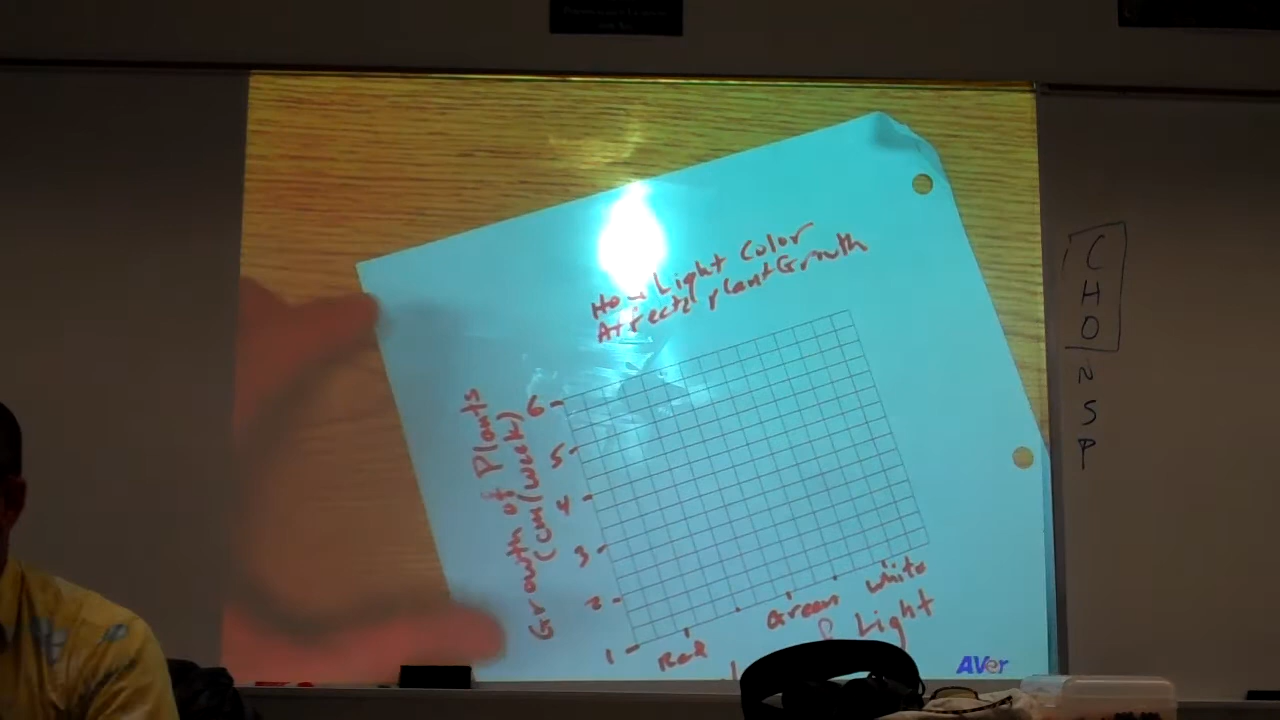 How Light Color
Affects Plant Growth
Growth of Plants
(cm/week)
6
5
4
3
2
1
Red
Green
White
Light
AVer
C
H
O
N
S
P